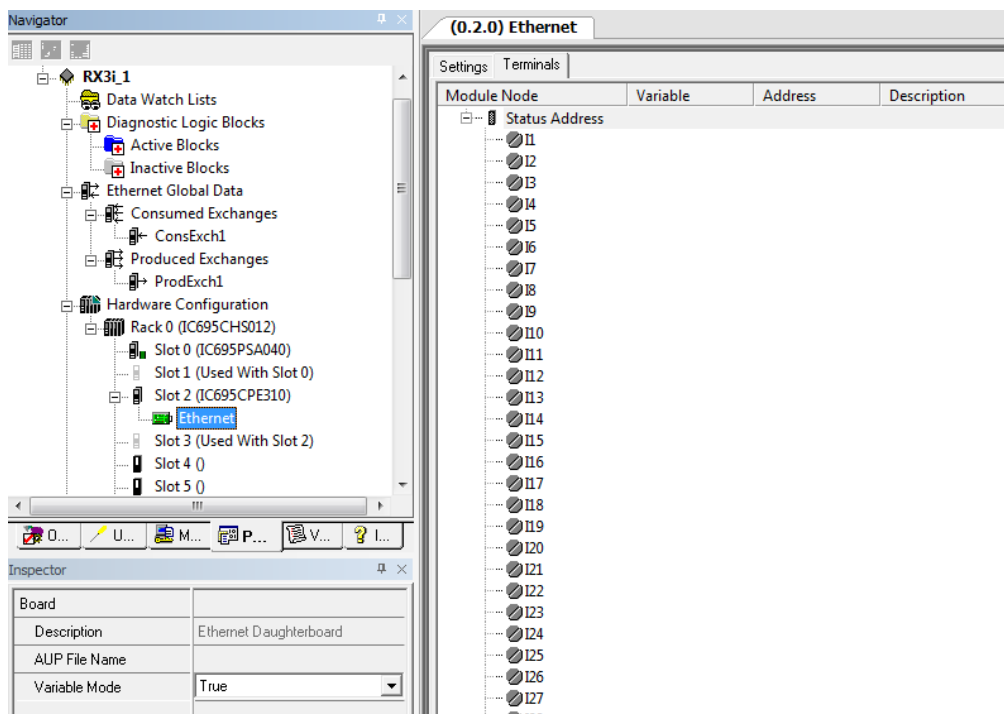 Navigator
RX3i_1
Data Watch Lists
Diagnostic Logic Blocks
Active Blocks
Inactive Blocks
Ethernet Global Data
Consumed Exchanges
ConsExch1
Produced Exchanges
ProdExch1
Hardware Configuration
Rack 0 (IC695CHS012)
Slot 0 (IC695PSA040)
Slot 1 (Used With Slot 0)
Slot 2 (IC695CPE310)
Ethernet
Slot 3 (Used With Slot 2)
Slot 4 ()
Slot 5 ()
O... U... M... P... V... I...
Inspector
Board
Description Ethernet Daughterboard
AUP File Name
Variable Mode True
(0.2.0) Ethernet
Settings Terminals
Module Node Variable Address Description
Status Address
I1
I2
I3
I4
I5
I6
I7
I8
I9
I10
I11
I12
I13
I14
I15
I16
I17
I18
I19
I20
I21
I22
I23
I24
I25
I26
I27